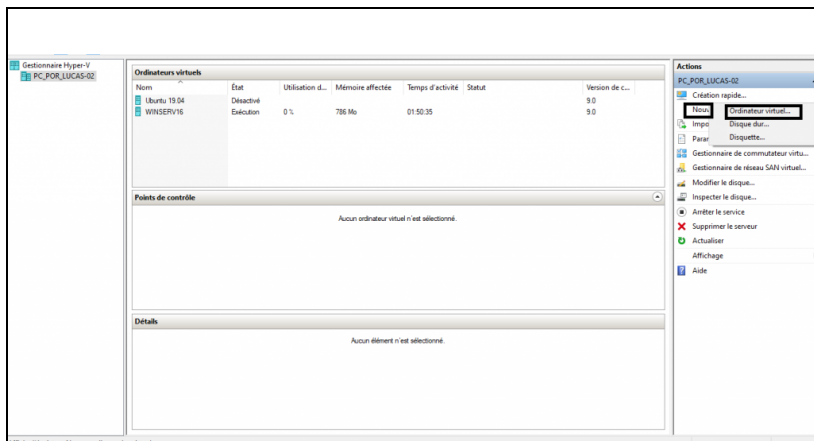 Gestionnaire Hyper-V
PC_POR_LUCAS-02
Ordinateurs virtuels
Nom État Utilisation d... Mémoire affectée Temps d'activité Statut Version de c...
Ubuntu 19.04 Désactivé 9.0
WINSERV16 Exécution 0 % 786 Mo 01:50:35 9.0
Points de contrôle
Aucun ordinateur virtuel n'est sélectionné.
Détails
Aucun élément n'est sélectionné.
Actions
PC_POR_LUCAS-02
Création rapide...
Nouv
Ordinateur virtuel...
Impo
Disque dur...
Parar
Disquette...
Gestionnaire de commutateur virtu...
Gestionnaire de réseau SAN virtuel...
Modifier le disque...
Inspecter le disque...
Arrêter le service
Supprimer le serveur
Actualiser
Affichage
Aide